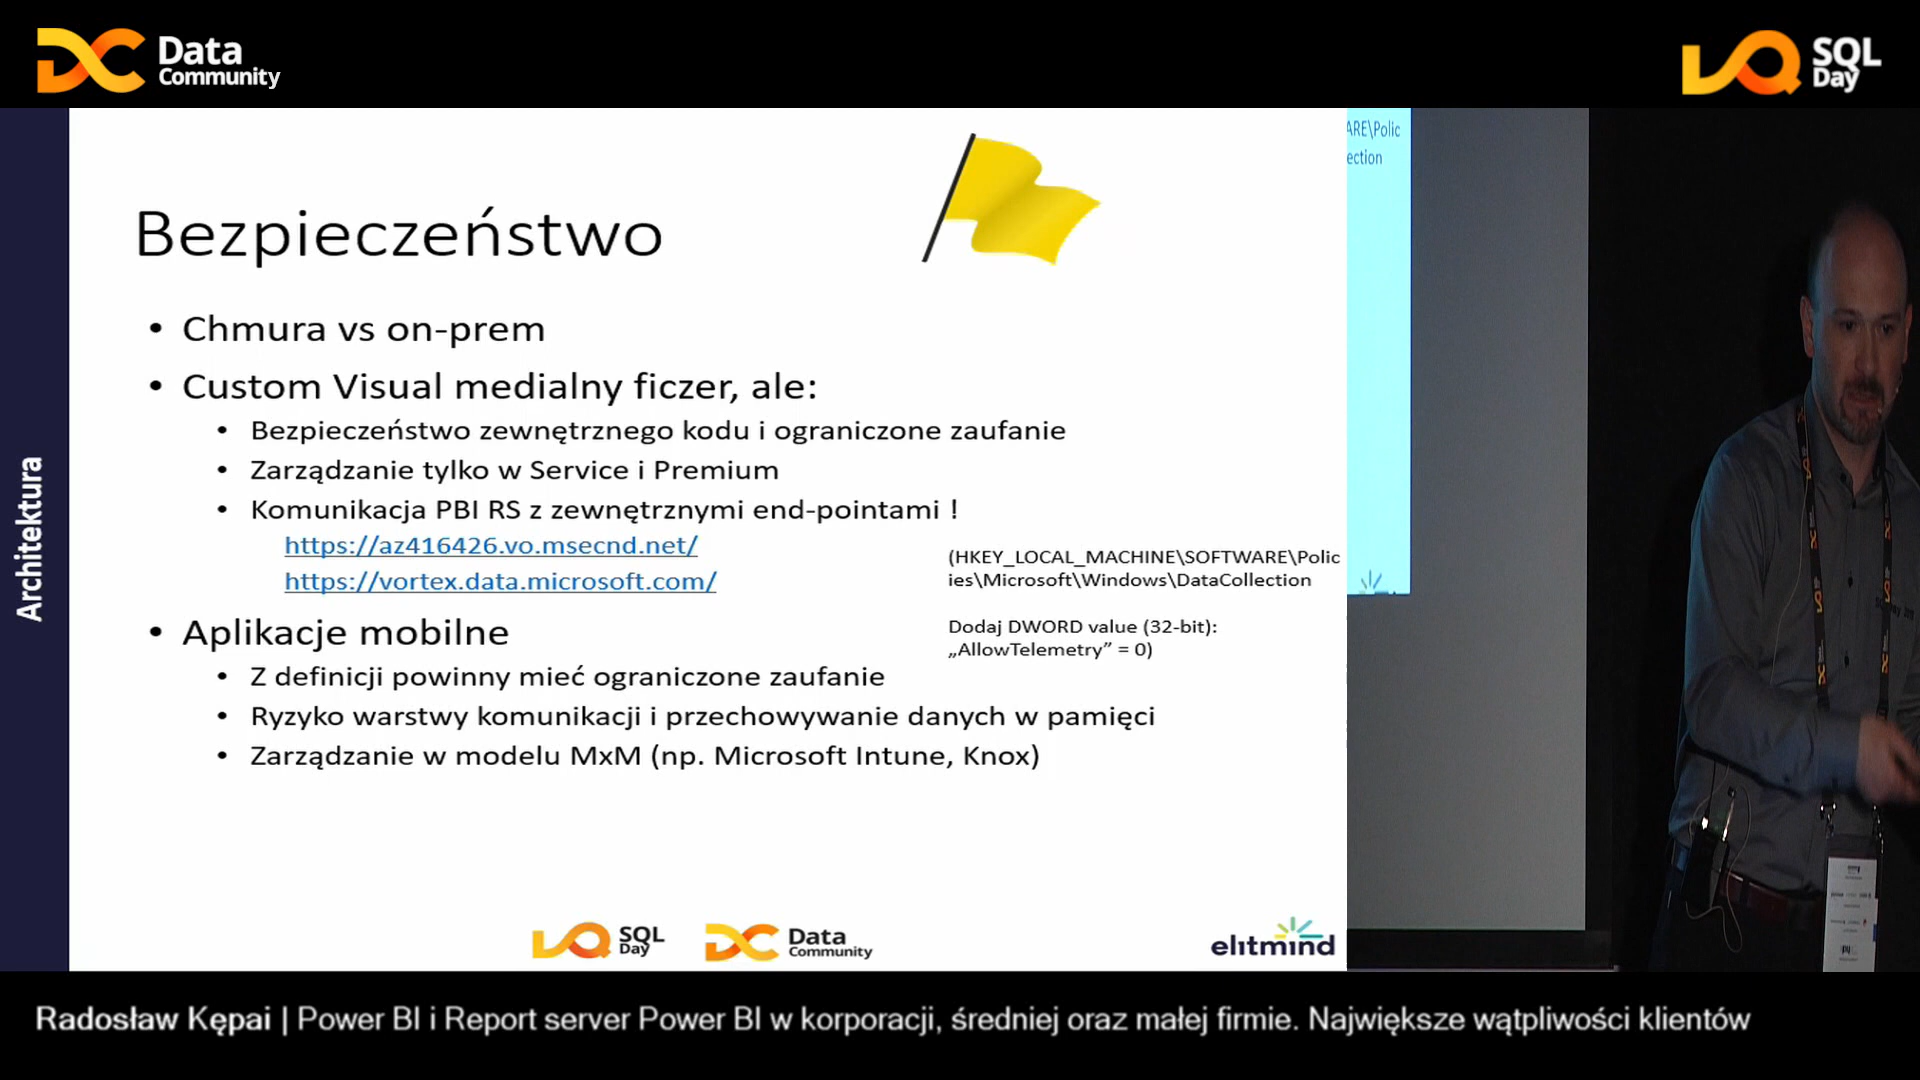 Data
Community
SQL
Day
Architektura
Bezpieczeństwo
• Chmura vs on-prem
• Custom Visual medialny ficzer, ale:
• Bezpieczeństwo zewnętrznego kodu i ograniczone zaufanie
• Zarządzanie tylko w Service i Premium
• Komunikacja PBI RS z zewnętrznymi end-pointami !
https://az416426.vo.msecnd.net/
https://vortex.data.microsoft.com/
(HKEY_LOCAL_MACHINE\SOFTWARE\Polic
ies\Microsoft\Windows\DataCollection
Dodaj DWORD value (32-bit):
„AllowTelemetry” = 0)
• Aplikacje mobilne
• Z definicji powinny mieć ograniczone zaufanie
• Ryzyko warstwy komunikacji i przechowywanie danych w pamięci
• Zarządzanie w modelu MxM (np. Microsoft Intune, Knox)
SQL
Day
Data
Community
elitmind
ARE\Polic
ection
Radosław Kępai | Power BI i Report server Power BI w korporacji, średniej oraz małej firmie. Największe wątpliwości klientów